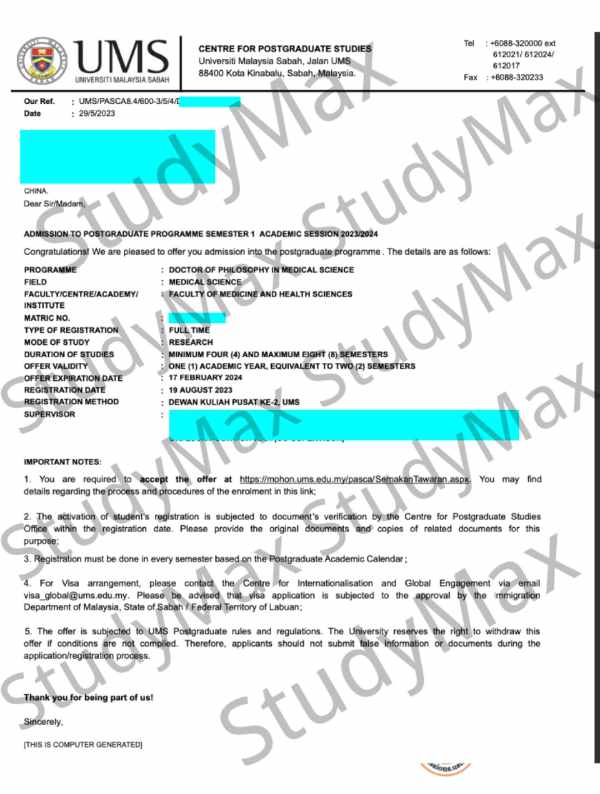 UMS
UNIVERSITI MALAYSIA SABAH
CENTRE FOR POSTGRADUATE STUDIES
Universiti Malaysia Sabah, Jalan UMS
88400 Kota Kinabalu, Sabah, Malaysia.
Tel : +6088-320000 ext
612021/ 612024/
612017
Fax : +6088-320233
Our Ref. : UMS/PASCA8.4/600-3/5/4/
Date : 29/5/2023
CHINA.
Dear Sir/Madam,
ADMISSION TO POSTGRADUATE PROGRAMME SEMESTER 1 ACADEMIC SESSION 2023/2024
Congratulations! We are pleased to offer you admission into the postgraduate programme. The details are as follows:
PROGRAMME : DOCTOR OF PHILOSOPHY IN MEDICAL SCIENCE
FIELD : MEDICAL SCIENCE
FACULTY/CENTRE/ACADEMY/ : FACULTY OF MEDICINE AND HEALTH SCIENCES
INSTITUTE
MATRIC NO. :
TYPE OF REGISTRATION : FULL TIME
MODE OF STUDY : RESEARCH
DURATION OF STUDIES : MINIMUM FOUR (4) AND MAXIMUM EIGHT (8) SEMESTERS
OFFER VALIDITY : ONE (1) ACADEMIC YEAR, EQUIVALENT TO TWO (2) SEMESTERS
OFFER EXPIRATION DATE : 17 FEBRUARY 2024
REGISTRATION DATE : 19 AUGUST 2023
REGISTRATION METHOD : DEWAN KULIAH PUSAT KE-2, UMS
SUPERVISOR :
IMPORTANT NOTES:
1. You are required to accept the offer at https://mohon.ums.edu.my/pasca/SemakanTawaran.aspx. You may find
details regarding the process and procedures of the enrolment in this link;
2. The activation of student's registration is subjected to document's verification by the Centre for Postgraduate Studies
Office within the registration date. Please provide the original documents and copies of related documents for this
purpose;
3. Registration must be done in every semester based on the Postgraduate Academic Calendar;
4. For Visa arrangement, please contact the Centre for Internationalisation and Global Engagement via email
visa_global@ums.edu.my. Please be advised that visa application is subjected to the approval by the Immigration
Department of Malaysia, State of Sabah / Federal Territory of Labuan;
5. The offer is subjected to UMS Postgraduate rules and regulations. The University reserves the right to withdraw this
offer if conditions are not complied. Therefore, applicants should not submit false information or documents during the
application/registration process.
Thank you for being part of us!
Sincerely,
[THIS IS COMPUTER GENERATED]
StudyMax
StudyMax
StudyMax
StudyMax
StudyMax
StudyMax
StudyMax
StudyMax